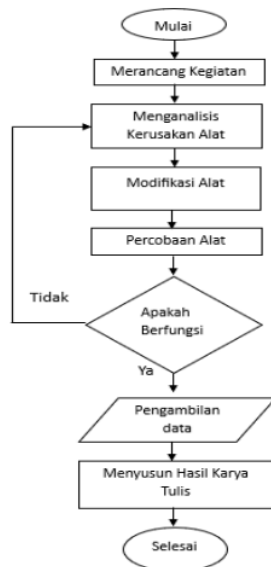 Mulai
Merancang Kegiatan
Menganalisis
Kerusakan Alat
Modifikasi Alat
Percobaan Alat
Apakah
Berfungsi
Tidak
Ya
Pengambilan
data
Menyusun Hasil Karya
Tulis
Selesai